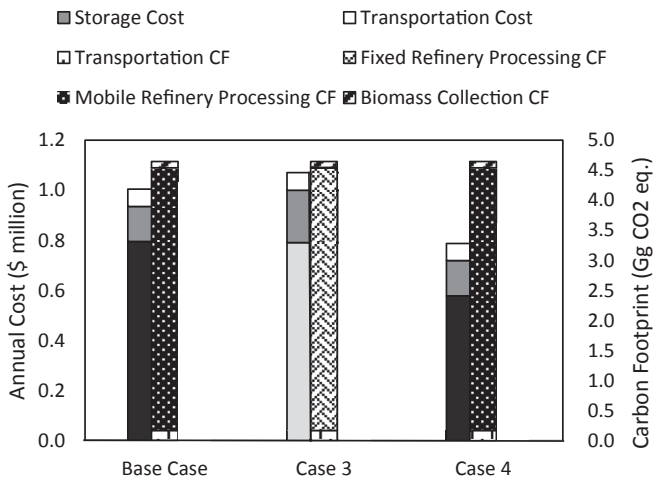 Storage Cost Transportation Cost
Transportation CF Fixed Refinery Processing CF
Mobile Refinery Processing CF Biomass Collection CF
1.2 5.0
4.5
1.0 4.0
0.8 3.5
3.0
0.6 2.5
2.0
0.4 1.5
0.2 1.0
0.5
0.0 0.0
Annual Cost ($ million)
Carbon Footprint (Gg CO2 eq.)
Base Case Case 3 Case 4